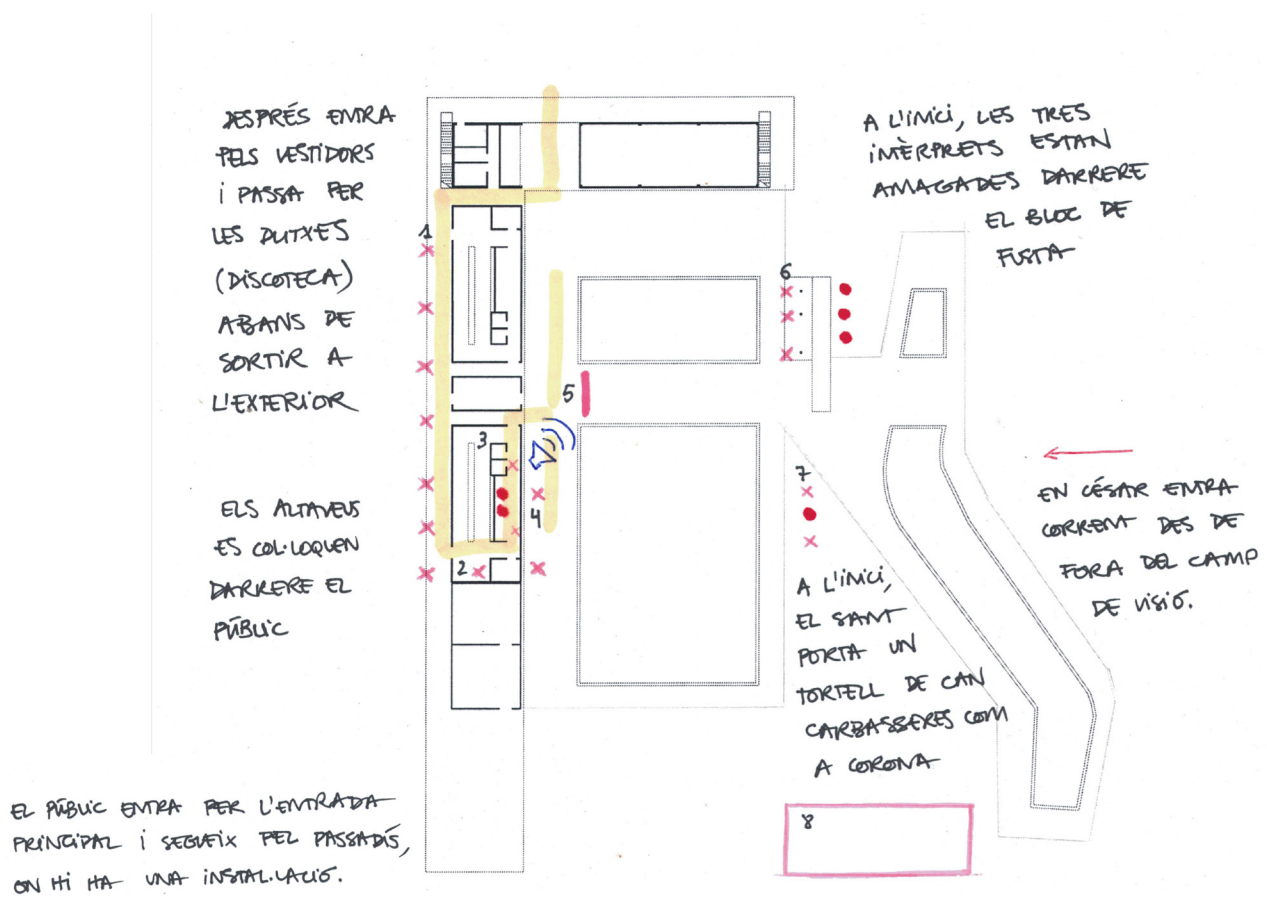 DESPRÉS ENTRA
PELS VESTIDORS
I PASSA PER
LES DUTXES
(DISCOTECA)
ABANS DE
SORTIR A
L'EXTERIOR
ELS ALTAVEUS
ES COL·LOQUEN
DARRERE EL
PÚBLIC
EL PÚBLIC ENTRA PER L'ENTRADA
PRINCIPAL I SEGUEIX PEL PASSADÍS,
ON HI HA UNA INSTAL·LACIÓ.
1
2
3
4
5
6
7
8
A L'INICI, LES TRES
INTÈRPRETS ESTAN
AMAGADES DARRERE
EL BLOC DE
FUSTA
EN CÉSAR ENTRA
CORRENT DES DE
FORA DEL CAMP
DE VISIÓ.
A L'INICI,
EL SANT
PORTA UN
TORTELL DE CAN
CARBASSERES COM
A CORONA